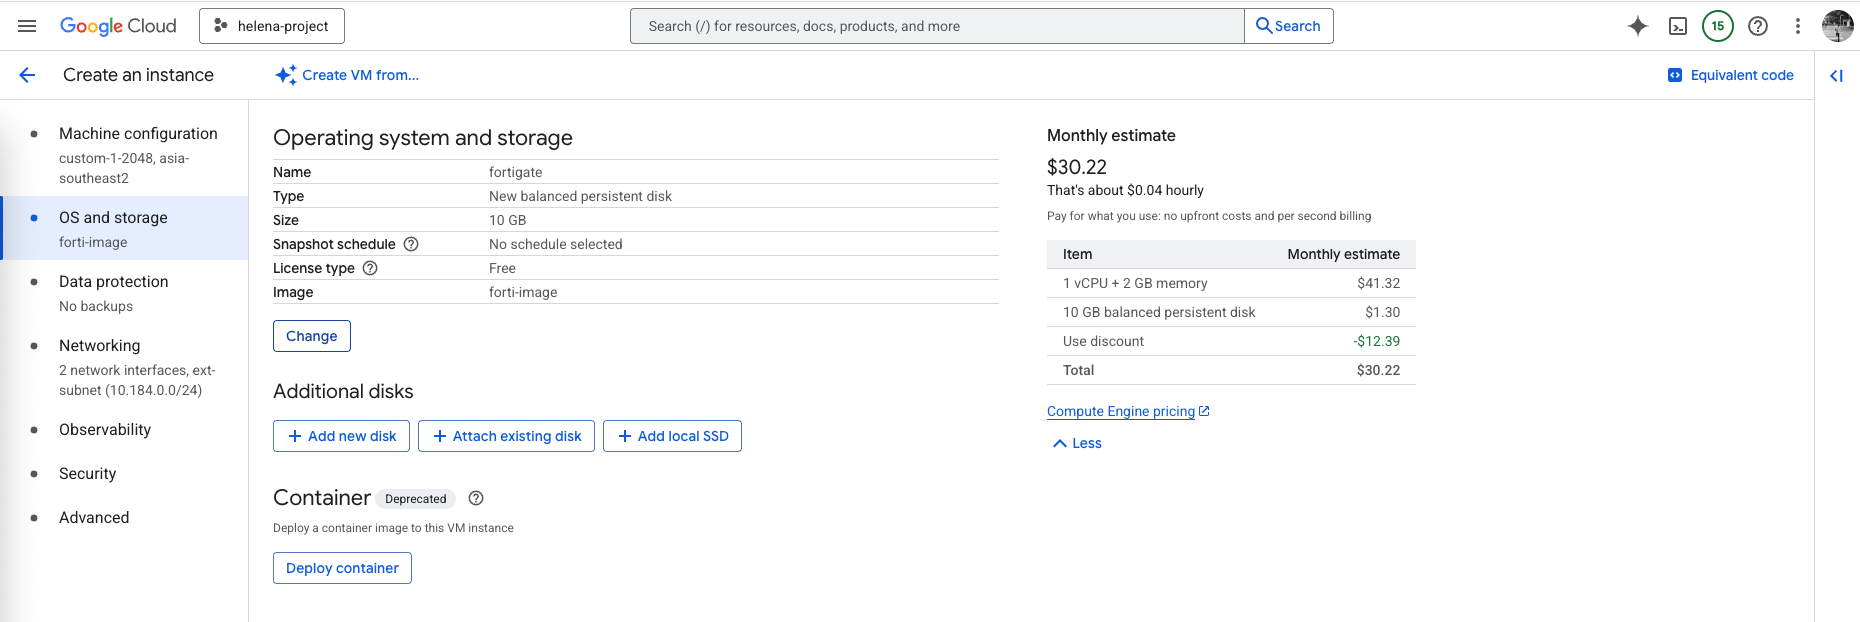 Google Cloud
helena-project
Search (/) for resources, docs, products, and more
Search
15
Create an instance
Create VM from...
Equivalent code
Machine configuration
custom-1-2048, asia-
southeast2
OS and storage
forti-image
Data protection
No backups
Networking
2 network interfaces, ext-
subnet (10.184.0.0/24)
Observability
Security
Advanced
Operating system and storage
Name fortigate
Type New balanced persistent disk
Size 10 GB
Snapshot schedule No schedule selected
License type Free
Image forti-image
Change
Additional disks
Add new disk
Attach existing disk
Add local SSD
Container Deprecated
Deploy a container image to this VM instance
Deploy container
Monthly estimate
$30.22
That's about $0.04 hourly
Pay for what you use: no upfront costs and per second billing
Item Monthly estimate
1 vCPU + 2 GB memory $41.32
10 GB balanced persistent disk $1.30
Use discount -$12.39
Total $30.22
Compute Engine pricing
Less